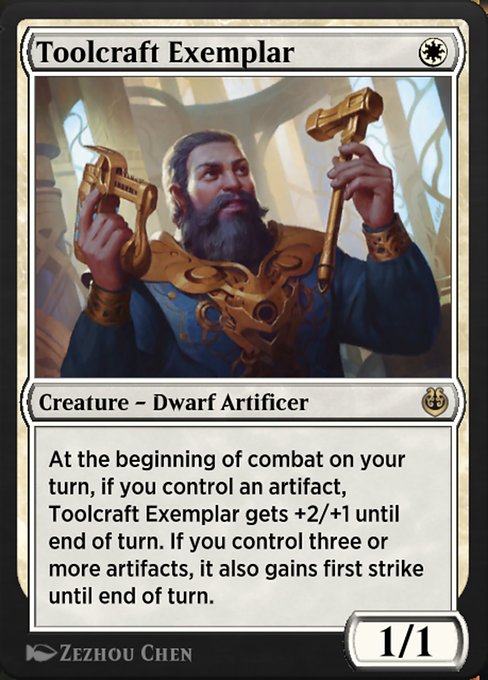 Toolcraft Exemplar
Creature – Dwarf Artificer
At the beginning of combat on your
turn, if you control an artifact,
Toolcraft Exemplar gets +2/+1 until
end of turn. If you control three or
more artifacts, it also gains first strike
until end of turn.
1/1
Zezhou Chen